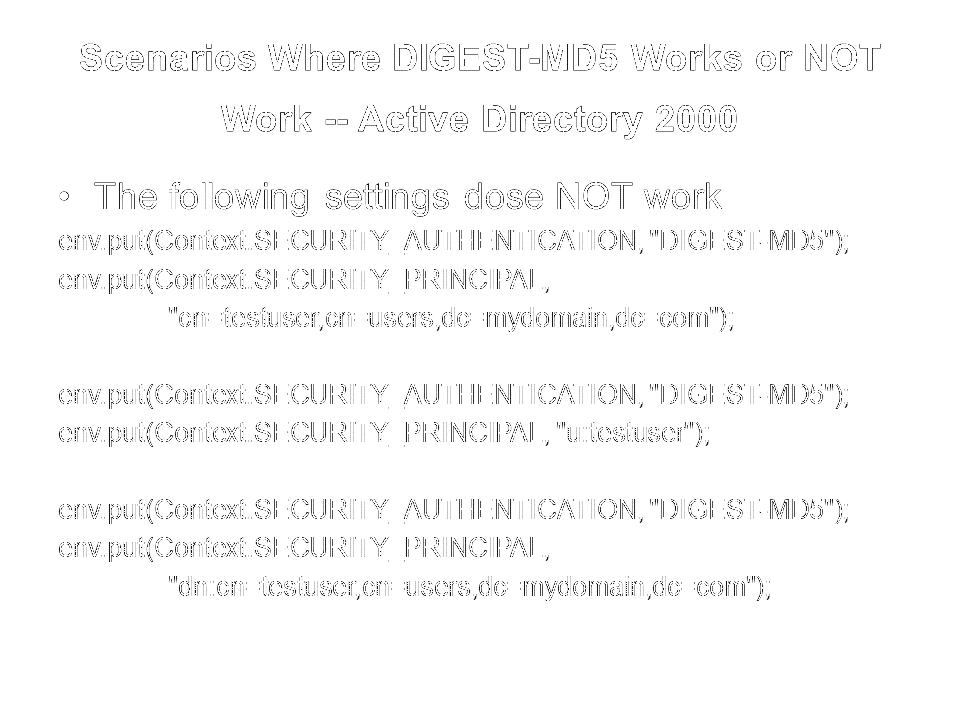 Scenarios Where DIGEST-MD5 Works or NOT
Work -- Active Directory 2000
• The following settings dose NOT work
env.put(Context.SECURITY_AUTHENTICATION, "DIGEST-MD5");
env.put(Context.SECURITY_PRINCIPAL,
"cn=testuser,cn=users,dc=mydomain,dc=com");
env.put(Context.SECURITY_AUTHENTICATION, "DIGEST-MD5");
env.put(Context.SECURITY_PRINCIPAL, "u:testuser");
env.put(Context.SECURITY_AUTHENTICATION, "DIGEST-MD5");
env.put(Context.SECURITY_PRINCIPAL,
"dn:cn=testuser,cn=users,dc=mydomain,dc=com");